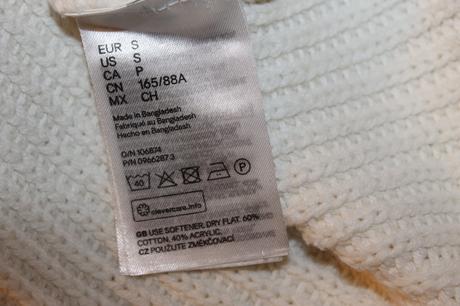 EUR S
US S
CA P
CN 165/88A
MX CH
Made in Bangladesh
Fabriqué au Bangladesh
Hecho en Bangladesh
O/N 106874
P/N 0966287.3
40 P
clevercare.info
GB USE SOFTENER. DRY FLAT. 60%
COTTON, 40% ACRYLIC,
CZ POUŽIJTE ZMĚKČOVACÍ